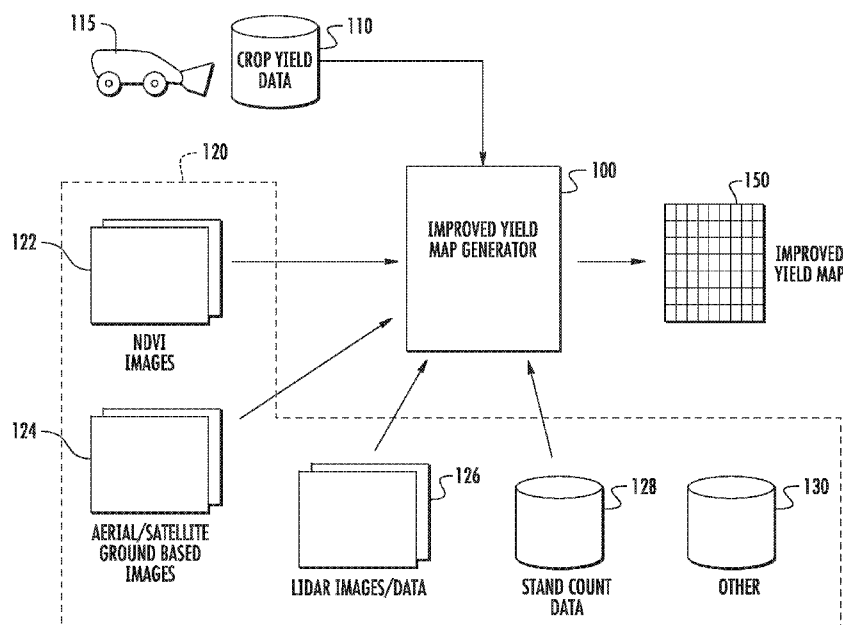 115
110
CROP YIELD
DATA
120
100
150
122
IMPROVED YIELD
MAP GENERATOR
IMPROVED
YIELD MAP
NDVI
IMAGES
124
126
128
130
AERIAL/SATELLITE
GROUND BASED
IMAGES
LIDAR IMAGES/DATA
STAND COUNT
DATA
OTHER